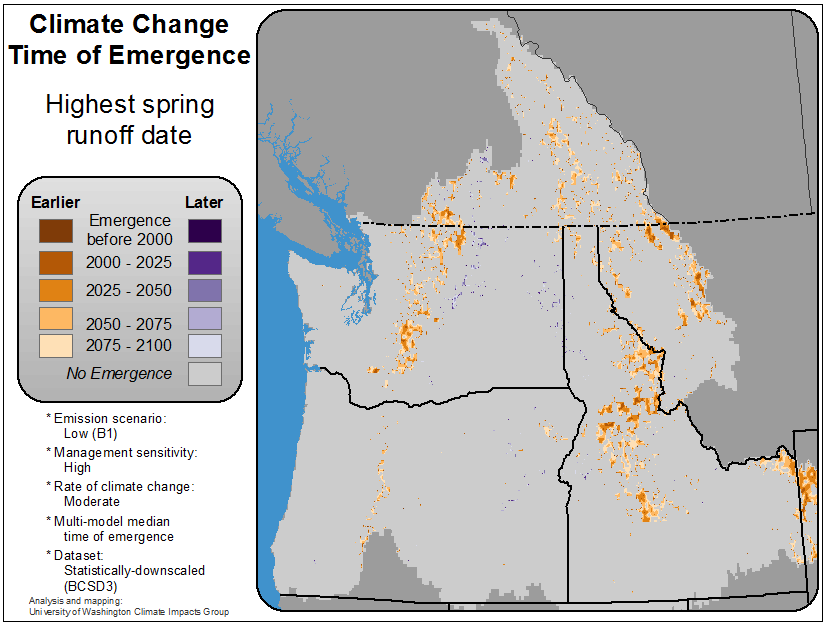 Climate Change
Time of Emergence
Highest spring
runoff date
Earlier Later
Emergence
before 2000
2000 - 2025
2025 - 2050
2050 - 2075
2075 - 2100
No Emergence
* Emission scenario:
Low (B1)
* Management sensitivity:
High
* Rate of climate change:
Moderate
* Multi-model median
time of emergence
* Dataset:
Statistically-downscaled
(BCSD3)
Analysis and mapping:
University of Washington Climate Impacts Group